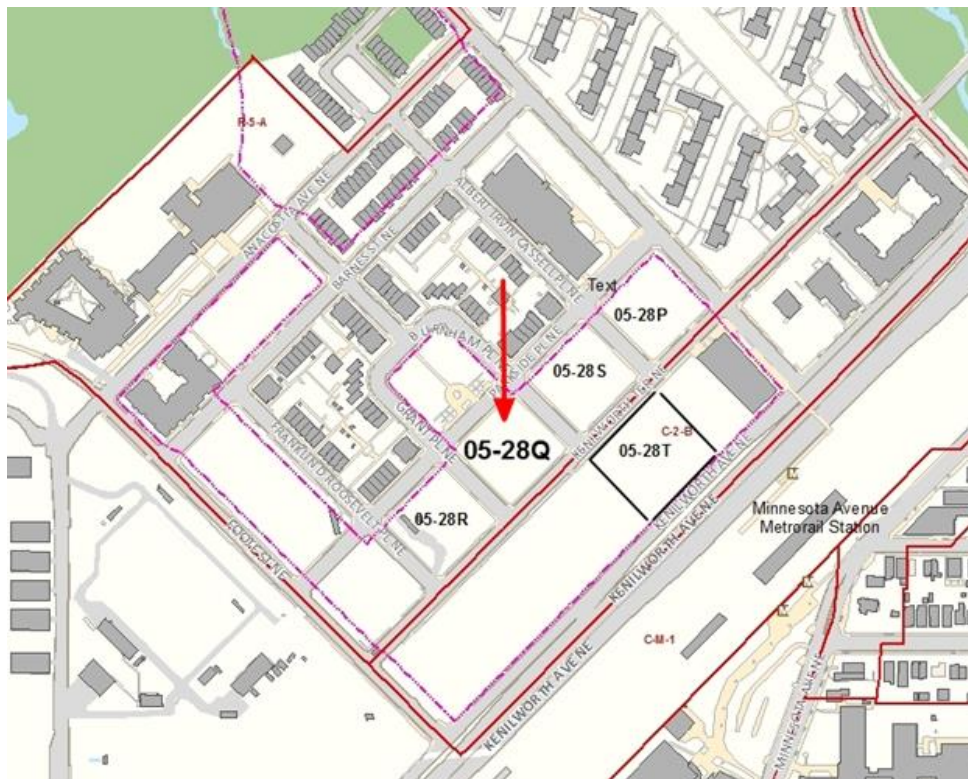 R-5-A
ANACOSTIA AVE NE
BARNES ST NE
ALBERT IRVIN CASSELL PL NE
Text
05-28P
BURNHAM PL NE
PARKSIDE PL NE
05-28S
GRANT PL NE
05-28Q
KENILWORTH TE NE
C-2-B
05-28T
FRANKLIN D ROOSEVELT PL NE
05-28R
KENILWORTH AVE NE
Minnesota Avenue
Metrorail Station
FOOTE ST NE
KENILWORTH AVE NE
C-M-1
KENILWORTH AVE NE
MINNESOTA AVE NE